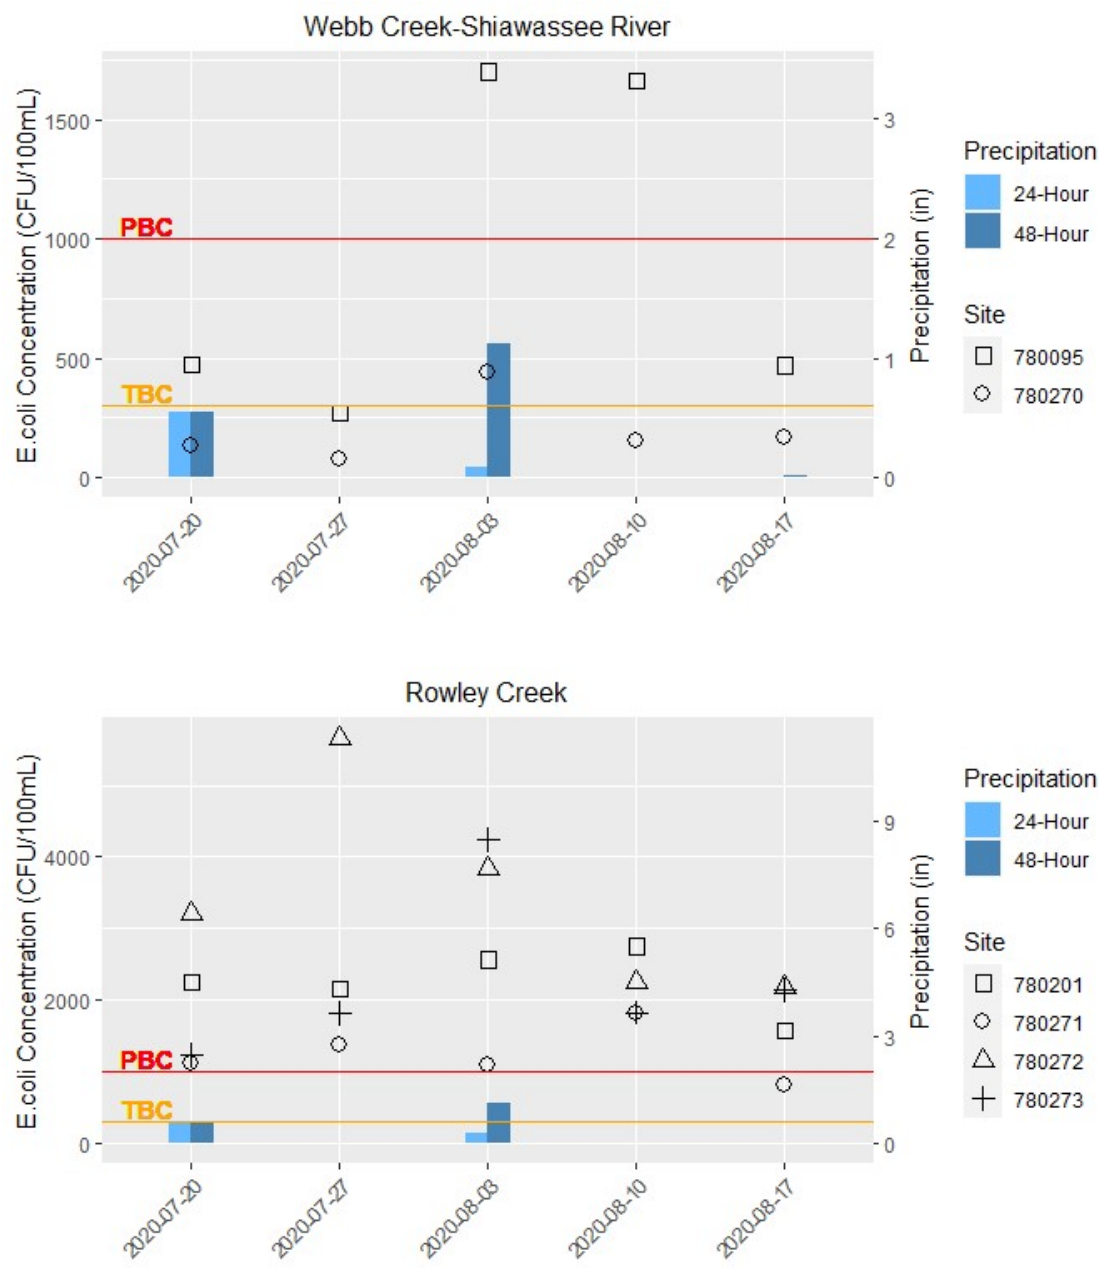 Webb Creek-Shiawassee River
E.coli Concentration (CFU/100mL)
1500
1000
500
0
PBC
TBC
3
2
1
0
Precipitation (in)
2020-07-20
2020-07-27
2020-08-03
2020-08-10
2020-08-17
Precipitation
24-Hour
48-Hour
Site
780095
780270
Rowley Creek
E.coli Concentration (CFU/100mL)
4000
2000
0
PBC
TBC
9
6
3
0
Precipitation (in)
2020-07-20
2020-07-27
2020-08-03
2020-08-10
2020-08-17
Precipitation
24-Hour
48-Hour
Site
780201
780271
780272
780273